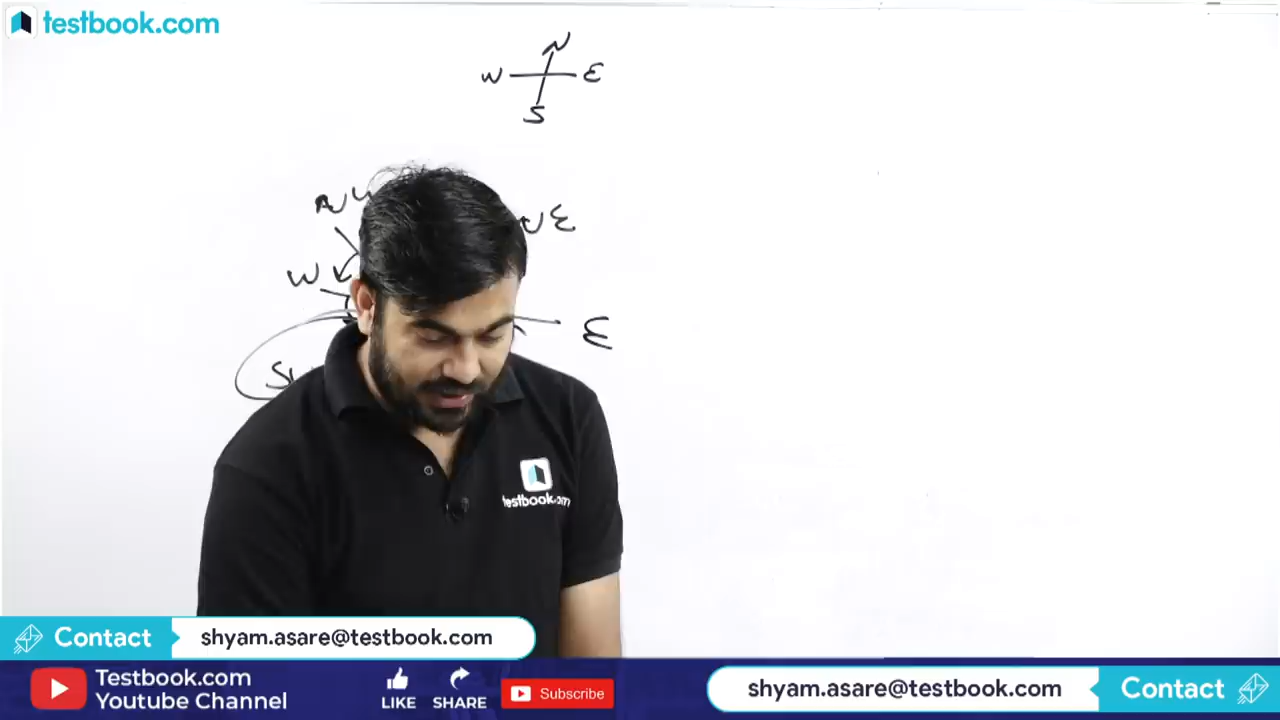 testbook.com
N
W E
S
NE
W
E
testbook.com
Contact shyam.asare@testbook.com
Testbook.com
Youtube Channel
LIKE SHARE Subscribe
shyam.asare@testbook.com Contact